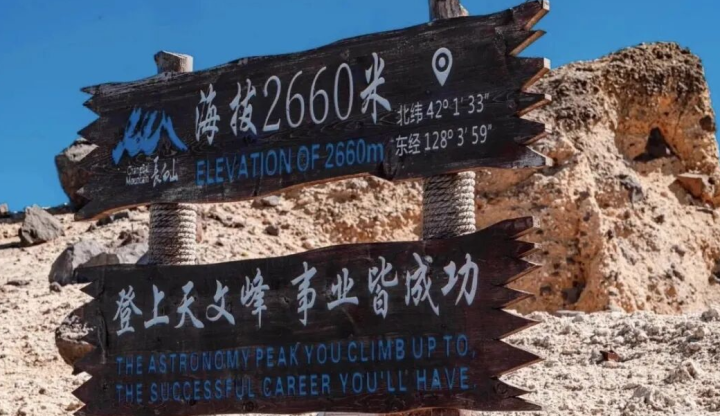 海拔2660米
ELEVATION OF 2660m
北纬 42° 1′ 33″
东经 128° 3′ 59″
长白山
登上天文峰 事业皆成功
THE ASTRONOMY PEAK YOU CLIMB UP TO,
THE SUCCESSFUL CAREER YOU'LL HAVE.